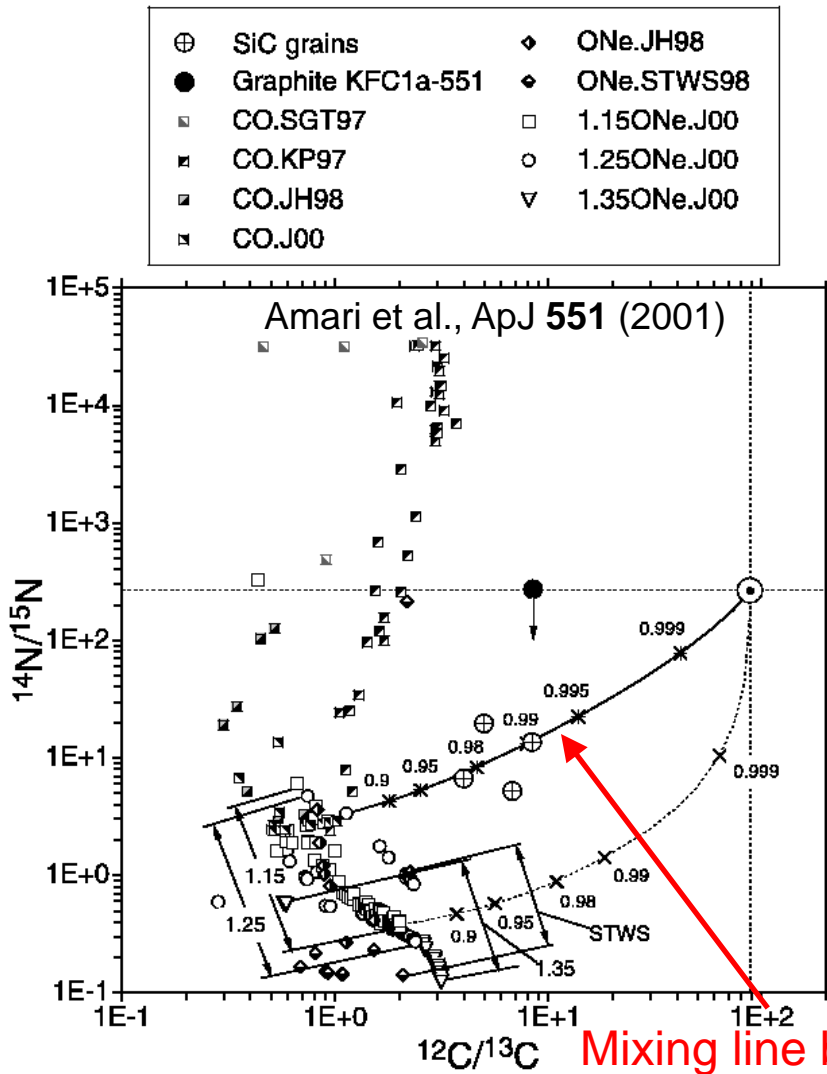 SiC grains
Graphite KFC1a-551
CO.SGT97
CO.KP97
CO.JH98
CO.J00
ONe.JH98
ONe.STWS98
1.15ONe.J00
1.25ONe.J00
1.35ONe.J00
Amari et al., ApJ 551 (2001)
1E+5
1E+4
1E+3
1E+2
1E+1
1E+0
1E-1
¹⁴N/¹⁵N
0.999
0.995
0.99
0.98
0.95
0.9
0.999
0.99
0.98
0.95
0.9
1.15
1.25
STWS
1.35
1E-1 1E+0 1E+1 1E+2
¹²C/¹³C
Mixing line